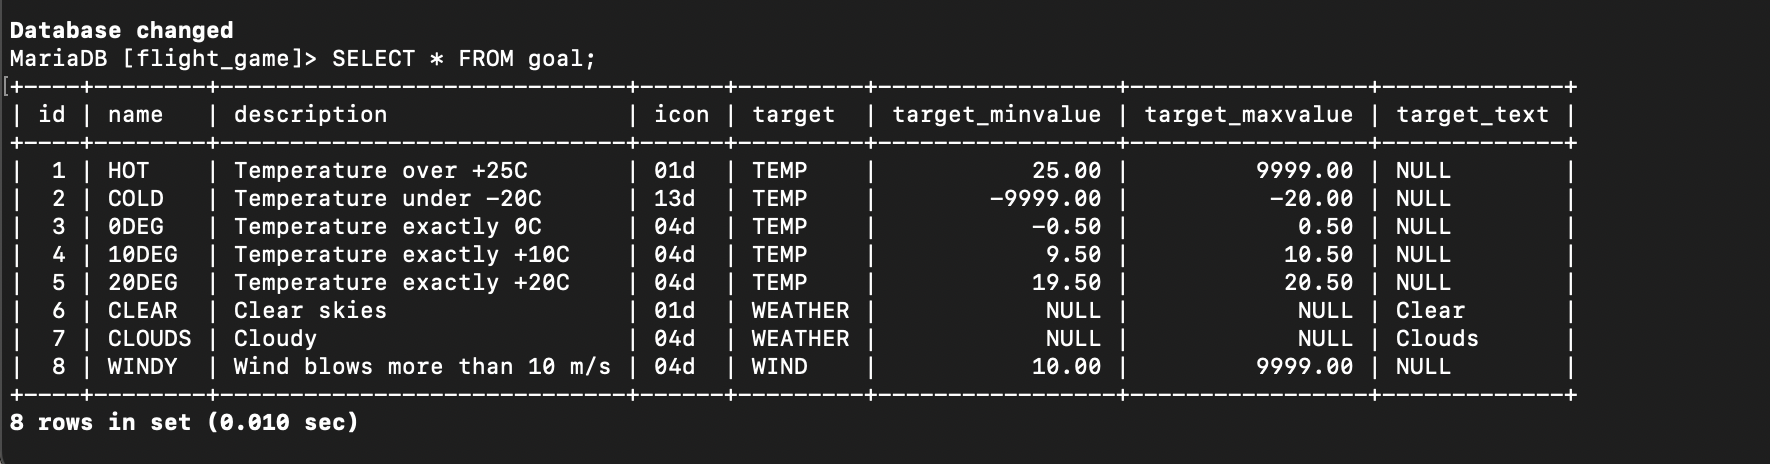 Database changed
MariaDB [flight_game]> SELECT * FROM goal;
[+----+--------+-----------------------------+------+---------+-----------------+-----------------+-------------+
| id | name   | description                 | icon | target  | target_minvalue | target_maxvalue | target_text |
+----+--------+-----------------------------+------+---------+-----------------+-----------------+-------------+
|  1 | HOT    | Temperature over +25C       | 01d  | TEMP    |           25.00 |         9999.00 | NULL        |
|  2 | COLD   | Temperature under -20C      | 13d  | TEMP    |        -9999.00 |          -20.00 | NULL        |
|  3 | 0DEG   | Temperature exactly 0C      | 04d  | TEMP    |           -0.50 |            0.50 | NULL        |
|  4 | 10DEG  | Temperature exactly +10C    | 04d  | TEMP    |            9.50 |           10.50 | NULL        |
|  5 | 20DEG  | Temperature exactly +20C    | 04d  | TEMP    |           19.50 |           20.50 | NULL        |
|  6 | CLEAR  | Clear skies                 | 01d  | WEATHER |            NULL |            NULL | Clear       |
|  7 | CLOUDS | Cloudy                      | 04d  | WEATHER |            NULL |            NULL | Clouds      |
|  8 | WINDY  | Wind blows more than 10 m/s | 04d  | WIND    |           10.00 |         9999.00 | NULL        |
+----+--------+-----------------------------+------+---------+-----------------+-----------------+-------------+
8 rows in set (0.010 sec)